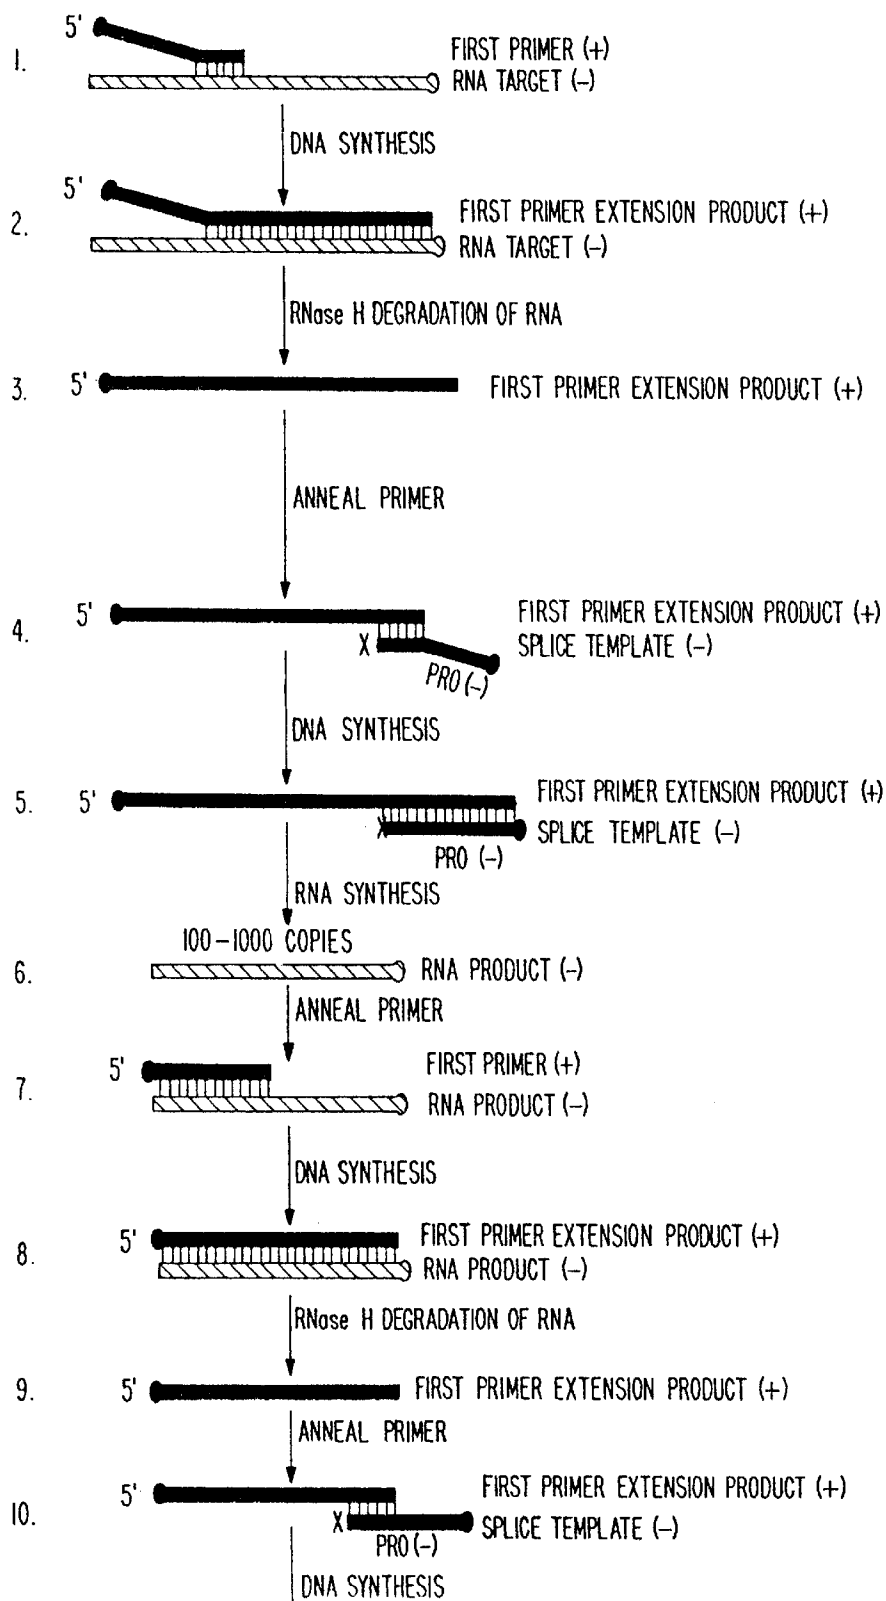 5'
1.
FIRST PRIMER (+)
RNA TARGET (-)
DNA SYNTHESIS
5'
2.
FIRST PRIMER EXTENSION PRODUCT (+)
RNA TARGET (-)
RNase H DEGRADATION OF RNA
3.
5'
FIRST PRIMER EXTENSION PRODUCT (+)
ANNEAL PRIMER
5'
FIRST PRIMER EXTENSION PRODUCT (+)
4.
X
SPLICE TEMPLATE (-)
PRO (-)
DNA SYNTHESIS
5.
5'
FIRST PRIMER EXTENSION PRODUCT (+)
X
SPLICE TEMPLATE (-)
PRO (-)
RNA SYNTHESIS
100-1000 COPIES
6.
RNA PRODUCT (-)
ANNEAL PRIMER
5'
FIRST PRIMER (+)
7.
RNA PRODUCT (-)
DNA SYNTHESIS
5'
FIRST PRIMER EXTENSION PRODUCT (+)
8.
RNA PRODUCT (-)
RNase H DEGRADATION OF RNA
9.
5'
FIRST PRIMER EXTENSION PRODUCT (+)
ANNEAL PRIMER
5'
FIRST PRIMER EXTENSION PRODUCT (+)
10.
X
SPLICE TEMPLATE (-)
PRO (-)
DNA SYNTHESIS